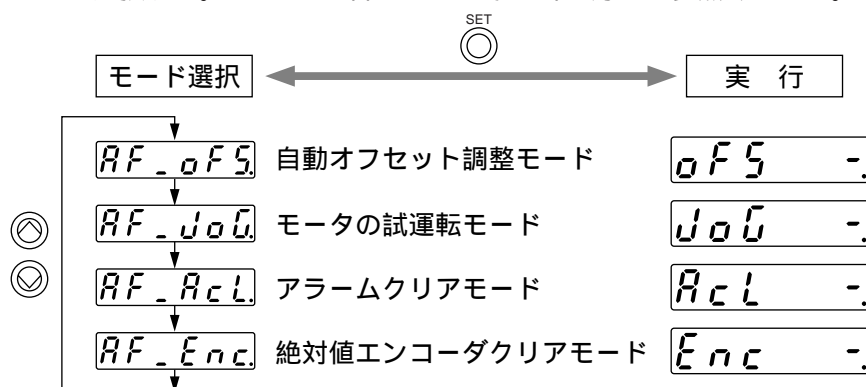 SET
モード選択 実 行
AF_oFS. 自動オフセット調整モード oFS -.
AF_JoG. モータの試運転モード JoG -.
AF_AcL. アラームクリアモード AcL -.
AF_Enc. 絶対値エンコーダクリアモード Enc -.